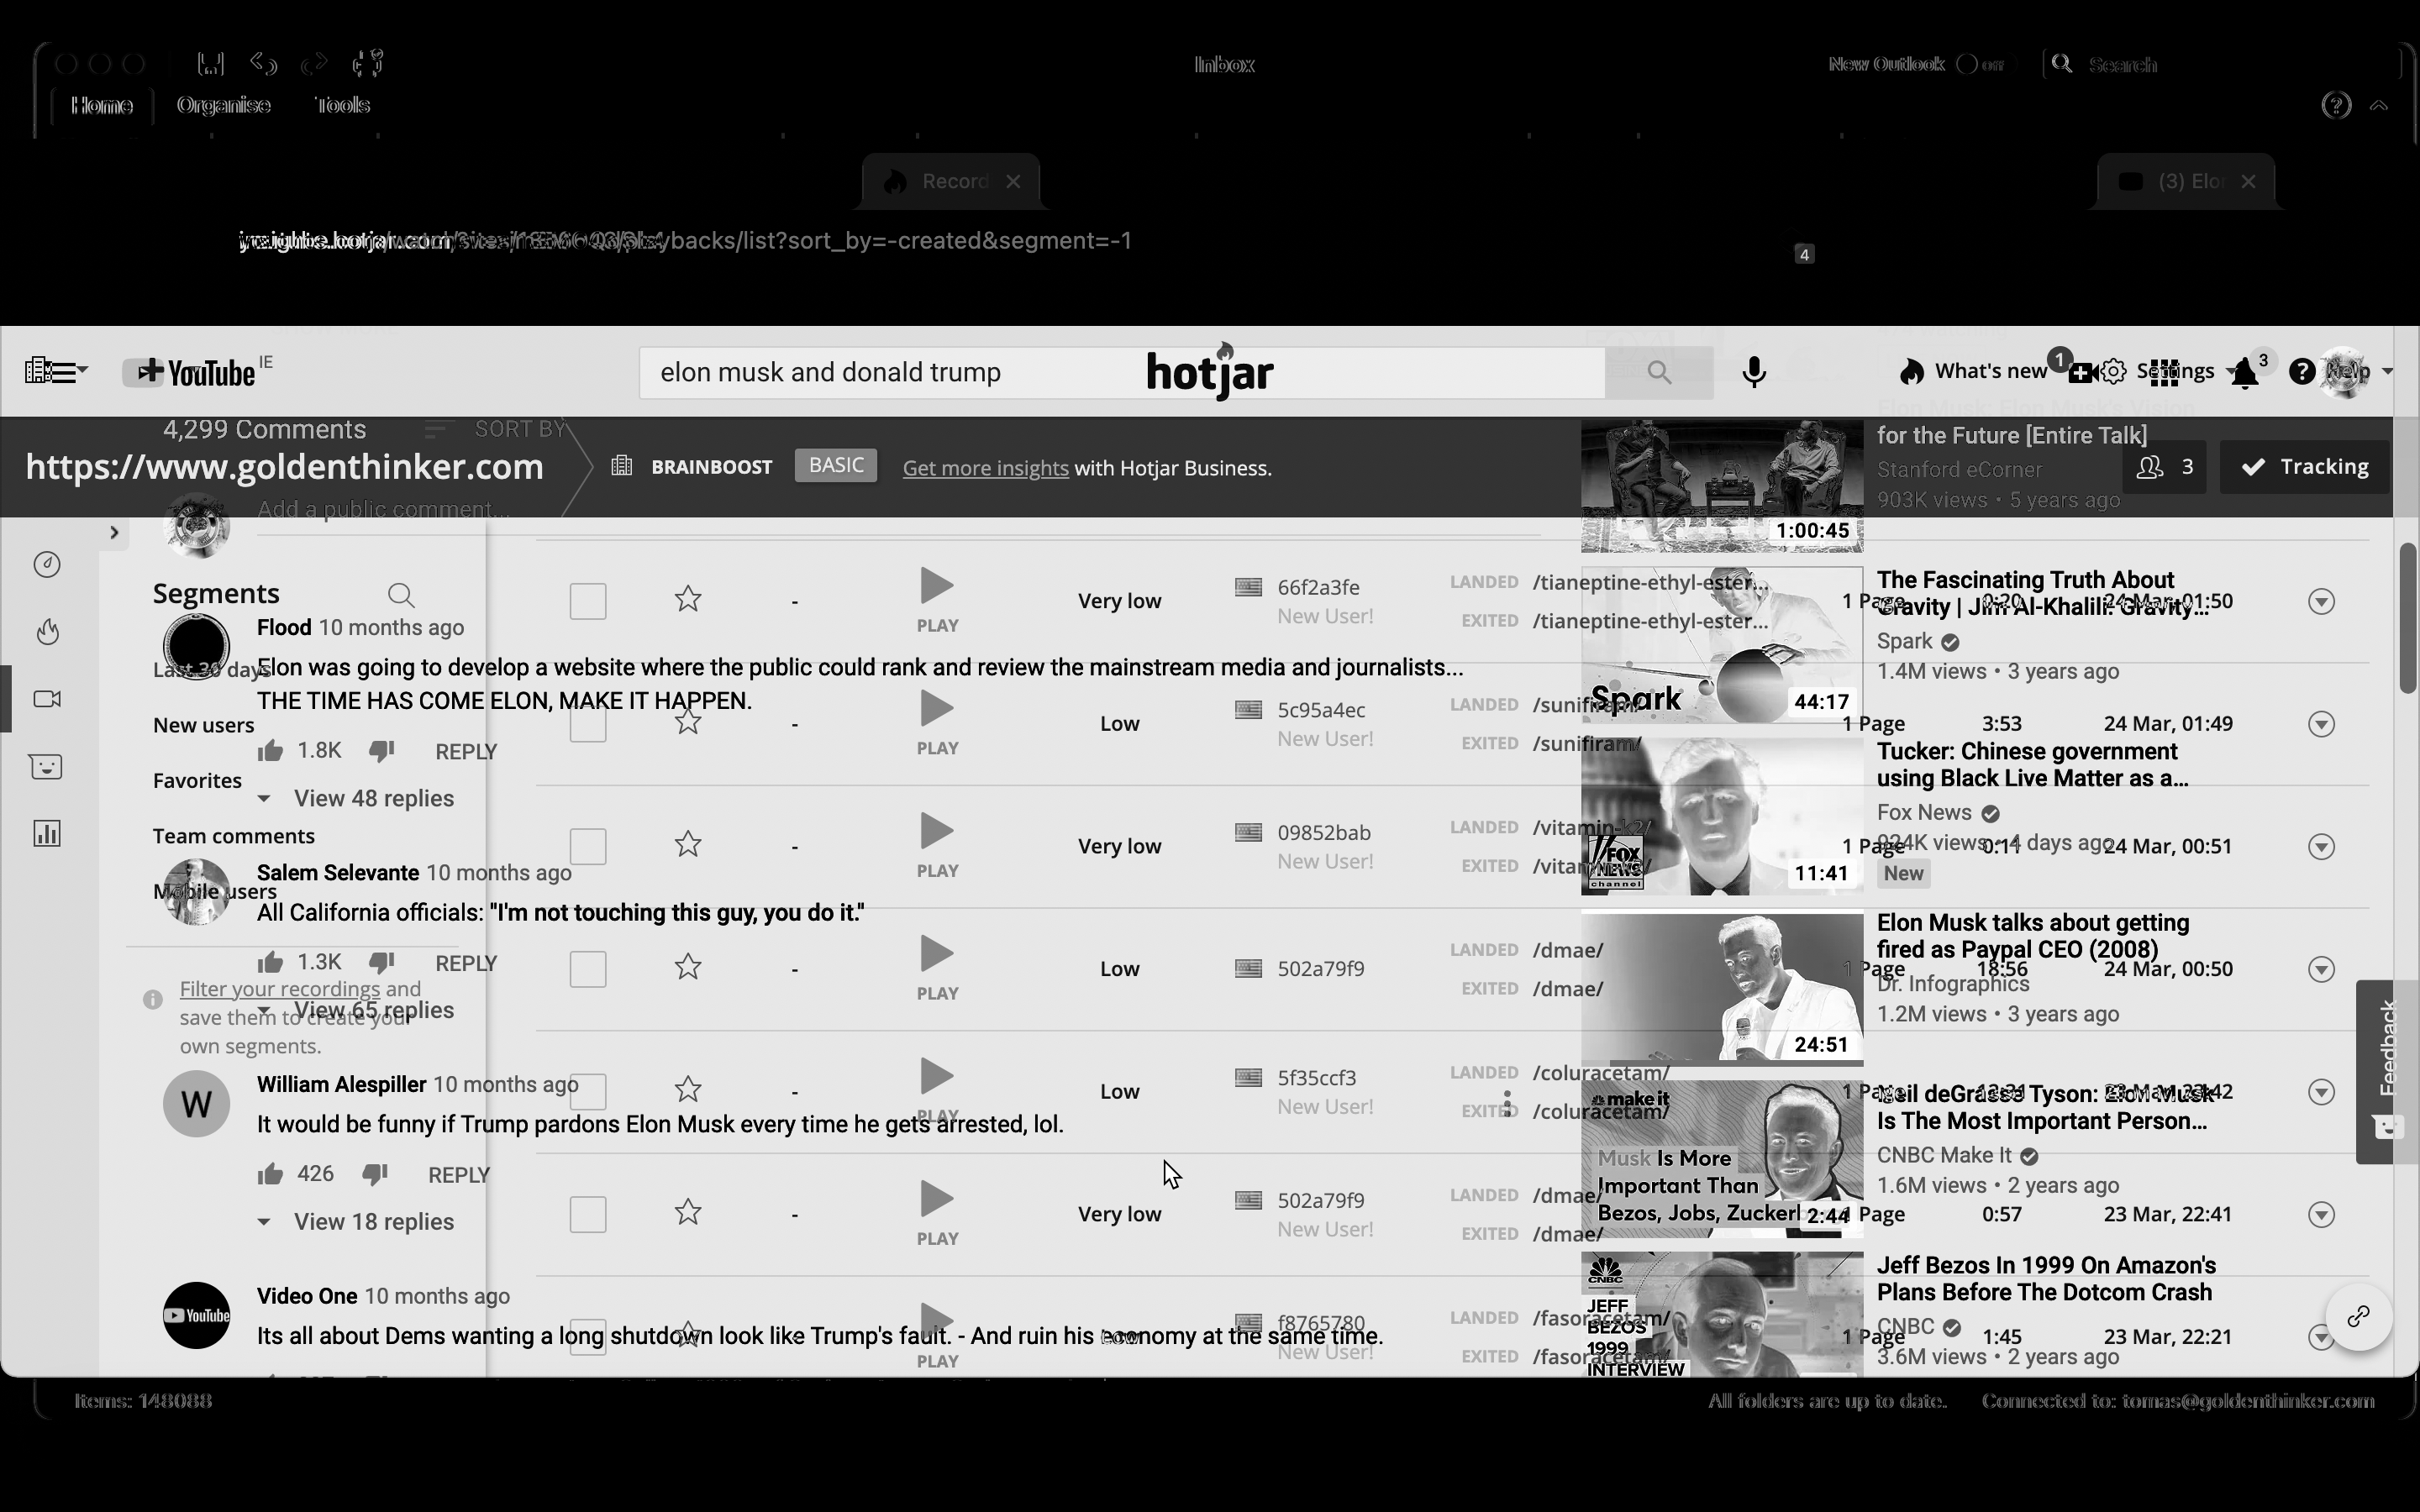 Inbox
New Outlook
Search
Home
Organise
Tools
Record
(3) Elon
/playbacks/list?sort_by=-created&segment=-1
4
YouTube IE
elon musk and donald trump
hotjar
What's new
1
Settings
3
4,299 Comments
SORT BY
https://www.goldenthinker.com
BRAINBOOST
BASIC
Get more insights with Hotjar Business.
3
Tracking
Add a public comment...
Segments
Last 30 days
New users
Favorites
Team comments
Mobile users
Filter your recordings and
save them to create your
own segments.
Flood 10 months ago
Elon was going to develop a website where the public could rank and review the mainstream media and journalists...
THE TIME HAS COME ELON, MAKE IT HAPPEN.
1.8K
REPLY
View 48 replies
Salem Selevante 10 months ago
All California officials: "I'm not touching this guy, you do it."
1.3K
REPLY
View 65 replies
W
William Alespiller 10 months ago
It would be funny if Trump pardons Elon Musk every time he gets arrested, lol.
426
REPLY
View 18 replies
YouTube
Video One 10 months ago
Its all about Dems wanting a long shutdown look like Trump's fault. - And ruin his economy at the same time.
- PLAY Very low 66f2a3fe New User!
LANDED /tianeptine-ethyl-ester...
EXITED /tianeptine-ethyl-ester...
1 Page 0:20 24 Mar, 01:50
- PLAY Low 5c95a4ec New User!
LANDED /sunifiram/
EXITED /sunifiram/
1 Page 3:53 24 Mar, 01:49
- PLAY Very low 09852bab New User!
LANDED /vitamin-k2/
EXITED /vitamin-k2/
1 Page 0:14 24 Mar, 00:51
- PLAY Low 502a79f9
LANDED /dmae/
EXITED /dmae/
1 Page 18:56 24 Mar, 00:50
- PLAY Low 5f35ccf3 New User!
LANDED /coluracetam/
EXITED /coluracetam/
1 Page
- PLAY Very low 502a79f9 New User!
LANDED /dmae/
EXITED /dmae/
1 Page 0:57 23 Mar, 22:41
- PLAY f8765780 New User!
LANDED /fasoracetam/
EXITED /fasoracetam/
1 Page 1:45 23 Mar, 22:21
Elon Musk: Elon Musk's Vision
for the Future [Entire Talk]
Stanford eCorner
903K views • 5 years ago
1:00:45
The Fascinating Truth About
Gravity | Jim Al-Khalili: Gravity...
Spark
1.4M views • 3 years ago
Spark
44:17
Tucker: Chinese government
using Black Live Matter as a...
Fox News
924K views • 4 days ago
New
FOX
NEWS
channel
11:41
Elon Musk talks about getting
fired as Paypal CEO (2008)
Dr. Infographics
1.2M views • 3 years ago
24:51
Neil deGrasse Tyson: Elon Musk
Is The Most Important Person...
CNBC Make It
1.6M views • 2 years ago
make it
Musk Is More
Important Than
Bezos, Jobs, Zuckerb
2:44
Jeff Bezos In 1999 On Amazon's
Plans Before The Dotcom Crash
CNBC
3.6M views • 2 years ago
CNBC
JEFF
BEZOS
1999
INTERVIEW
Feedback
Items: 148088
All folders are up to date.
Connected to: tomas@goldenthinker.com